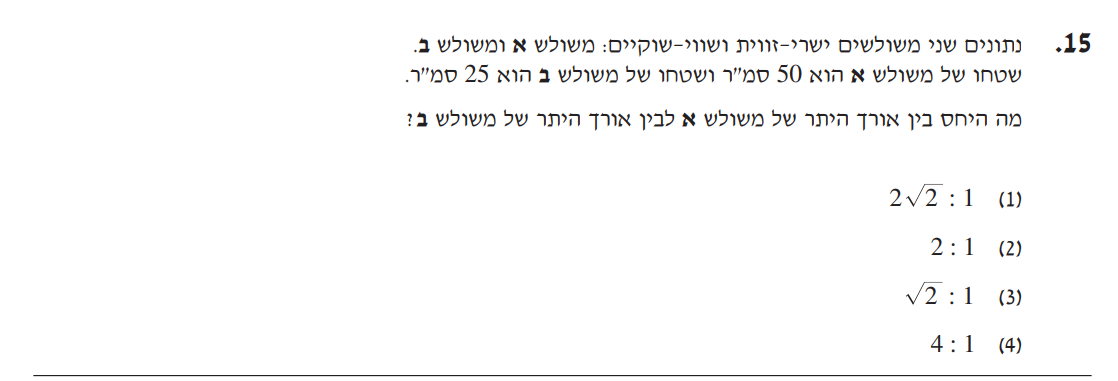 15. נתונים שני משולשים ישרי-זווית ושווי-שוקיים: משולש א ומשולש ב.
שטחו של משולש א הוא 50 סמ"ר ושטחו של משולש ב הוא 25 סמ"ר.
מה היחס בין אורך היתר של משולש א לבין אורך היתר של משולש ב?
(1) 2√2 : 1
(2) 2 : 1
(3) √2 : 1
(4) 4 : 1